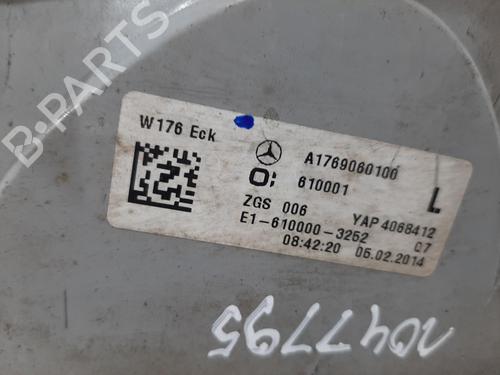 W176 Eck
A1769060100
O; 610001
L
ZGS 006 YAP 4068412
E1-610000-3252 07
08:42:20 05.02.2014
1047795
B-PARTS